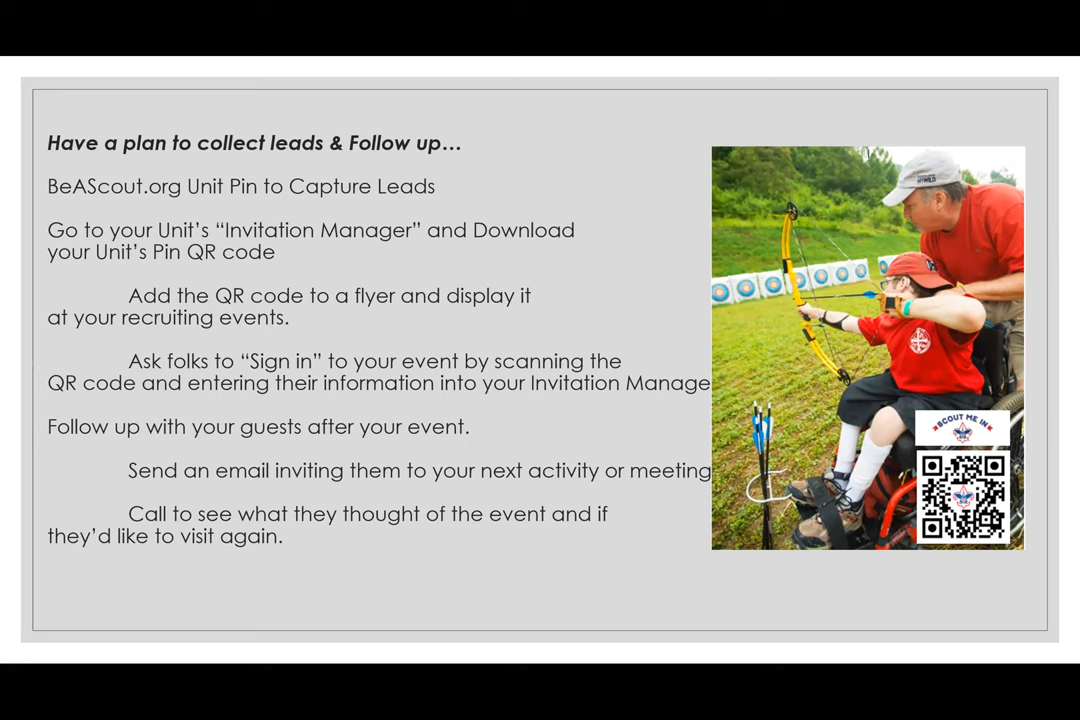 Have a plan to collect leads & Follow up…
BeAScout.org Unit Pin to Capture Leads
Go to your Unit’s “Invitation Manager” and Download
your Unit’s Pin QR code
Add the QR code to a flyer and display it
at your recruiting events.
Ask folks to “Sign in” to your event by scanning the
QR code and entering their information into your Invitation Manage
Follow up with your guests after your event.
Send an email inviting them to your next activity or meeting
Call to see what they thought of the event and if
they’d like to visit again.
SCOUT ME IN